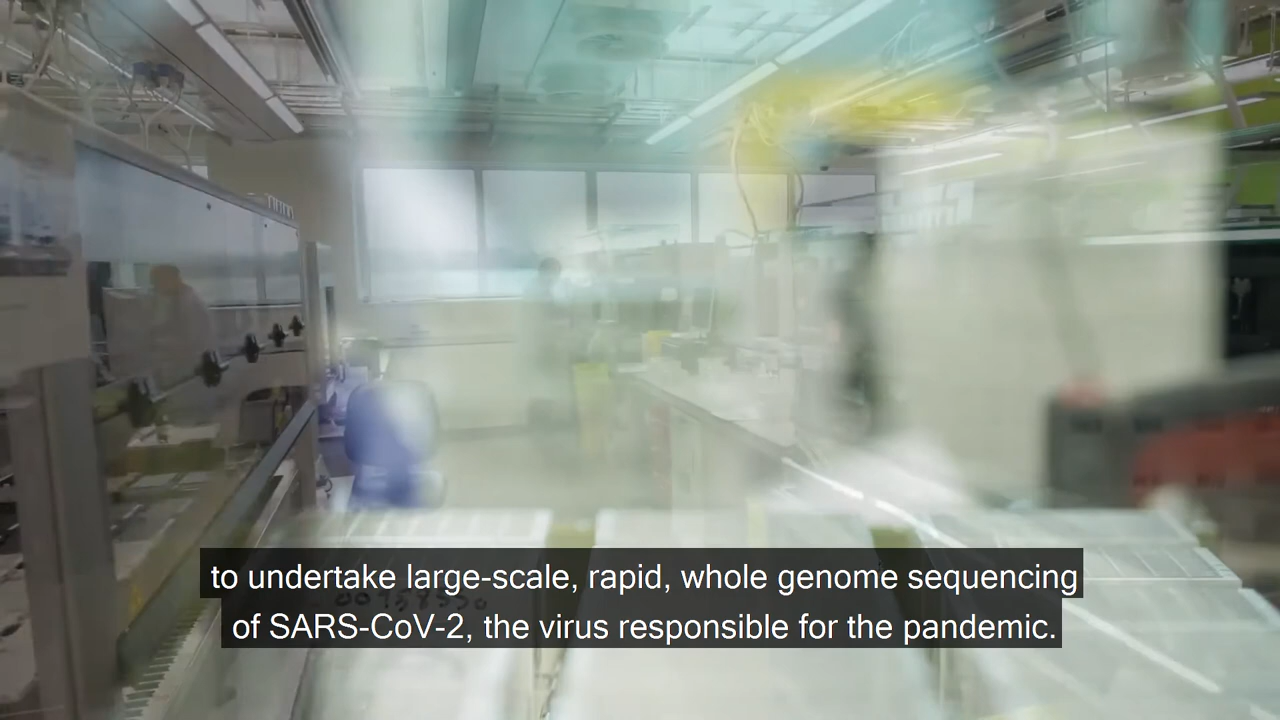 to undertake large-scale, rapid, whole genome sequencing
of SARS-CoV-2, the virus responsible for the pandemic.